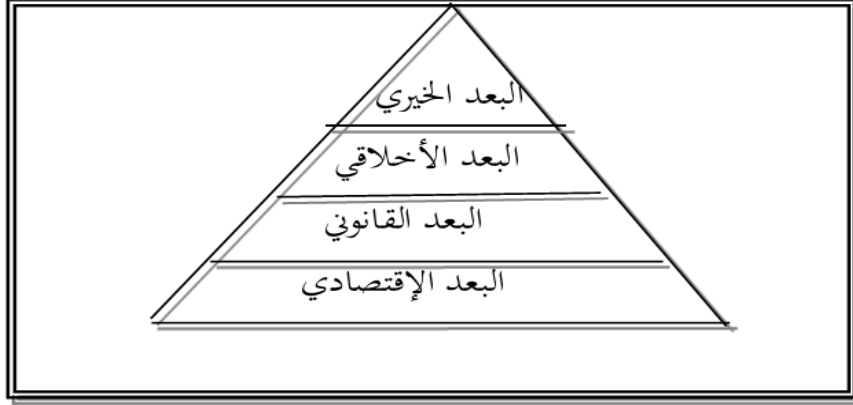 البعد الخيري
البعد الأخلاقي
البعد القانوني
البعد الإقتصادي